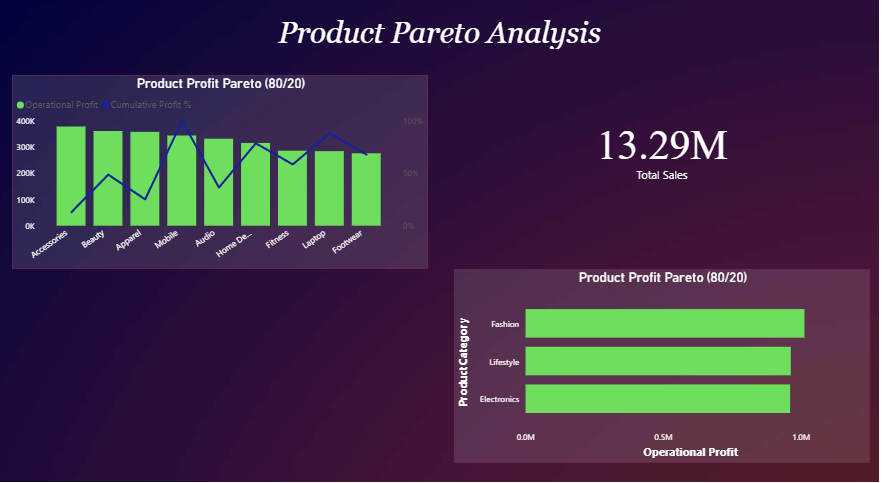 Product Pareto Analysis
Product Profit Pareto (80/20)
Operational Profit Cumulative Profit %
400K
300K
200K
100K
0K
100%
50%
0%
Accessories
Beauty
Apparel
Mobile
Audio
Home De...
Fitness
Laptop
Footwear
13.29M
Total Sales
Product Profit Pareto (80/20)
Product Category
Fashion
Lifestyle
Electronics
0.0M 0.5M 1.0M
Operational Profit